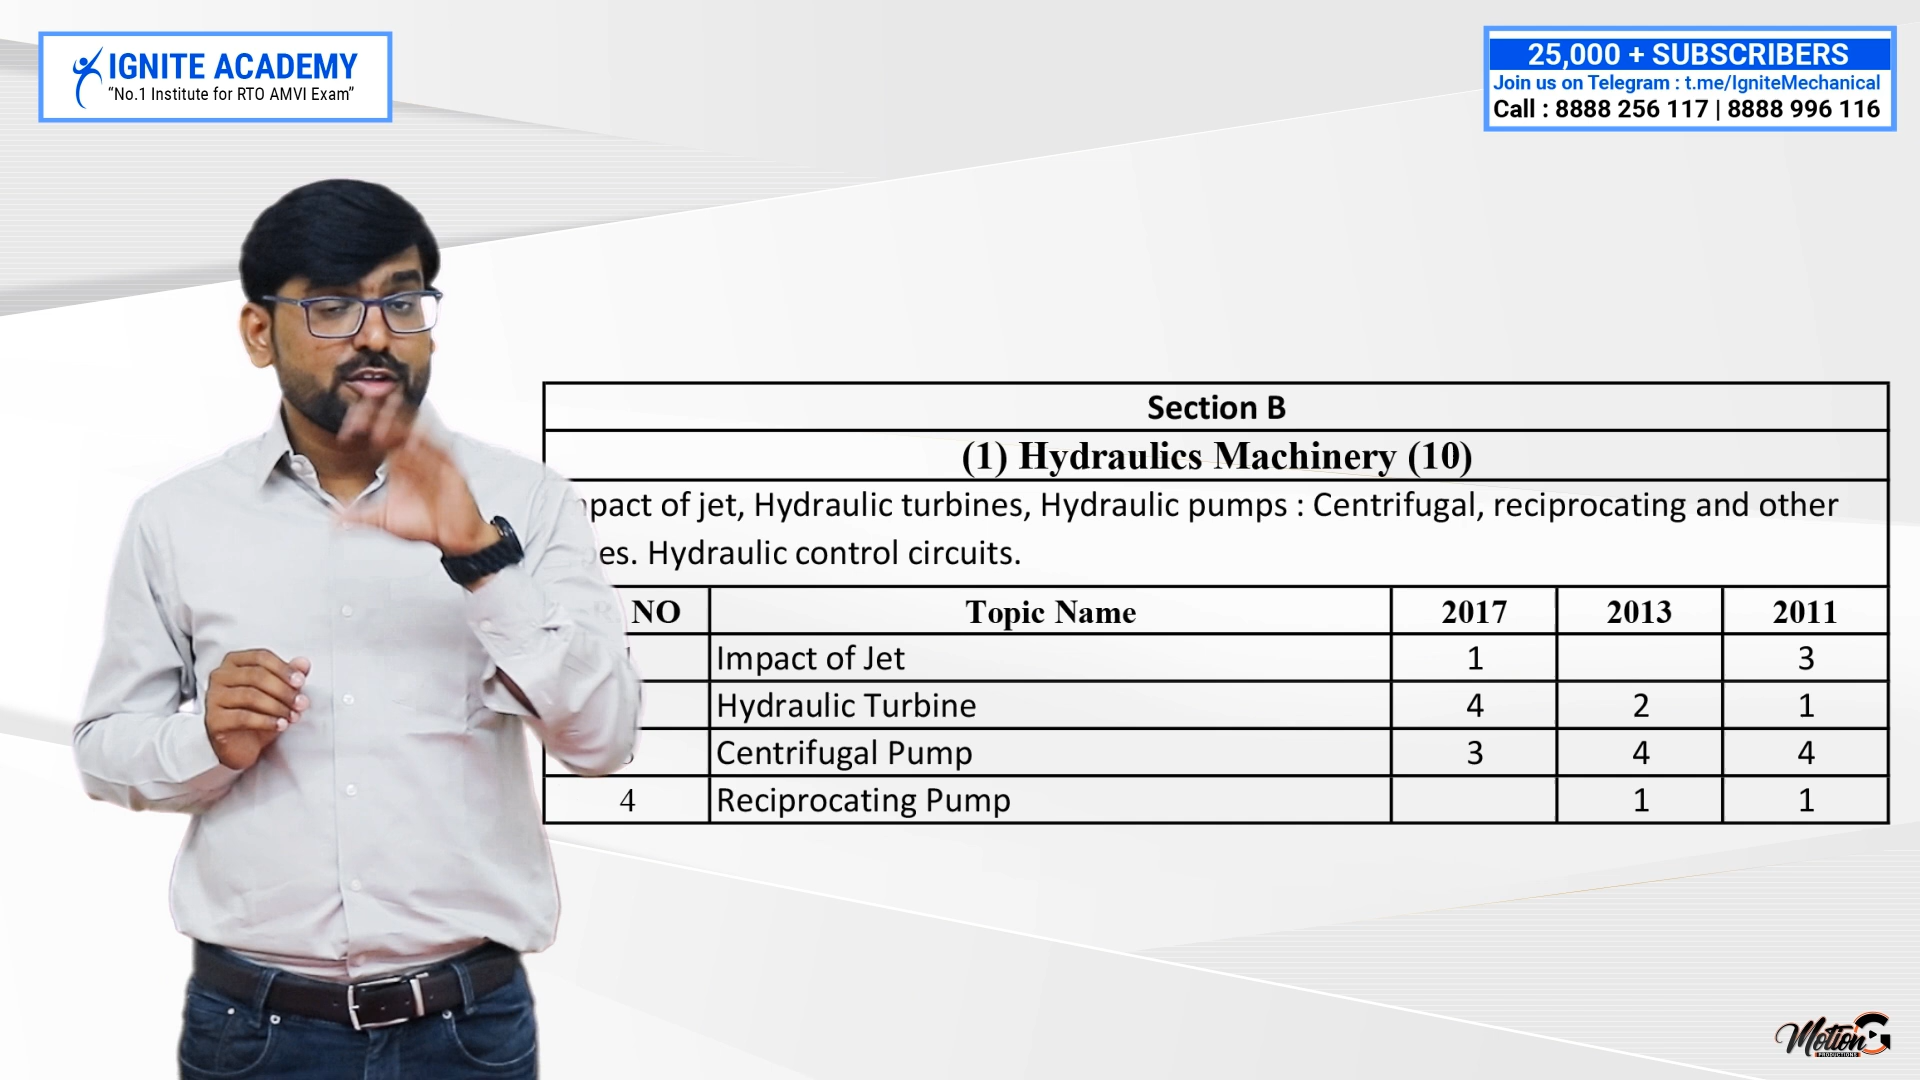 IGNITE ACADEMY
“No.1 Institute for RTO AMVI Exam”
25,000 + SUBSCRIBERS
Join us on Telegram : t.me/IgniteMechanical
Call : 8888 256 117 | 8888 996 116
Section B
(1) Hydraulics Machinery (10)
of jet, Hydraulic turbines, Hydraulic pumps : Centrifugal, reciprocating and other
Hydraulic control circuits.
NO Topic Name 2017 2013 2011
Impact of Jet 1 3
Hydraulic Turbine 4 2 1
Centrifugal Pump 3 4 4
4 Reciprocating Pump 1 1
Motion G
PRODUCTIONS